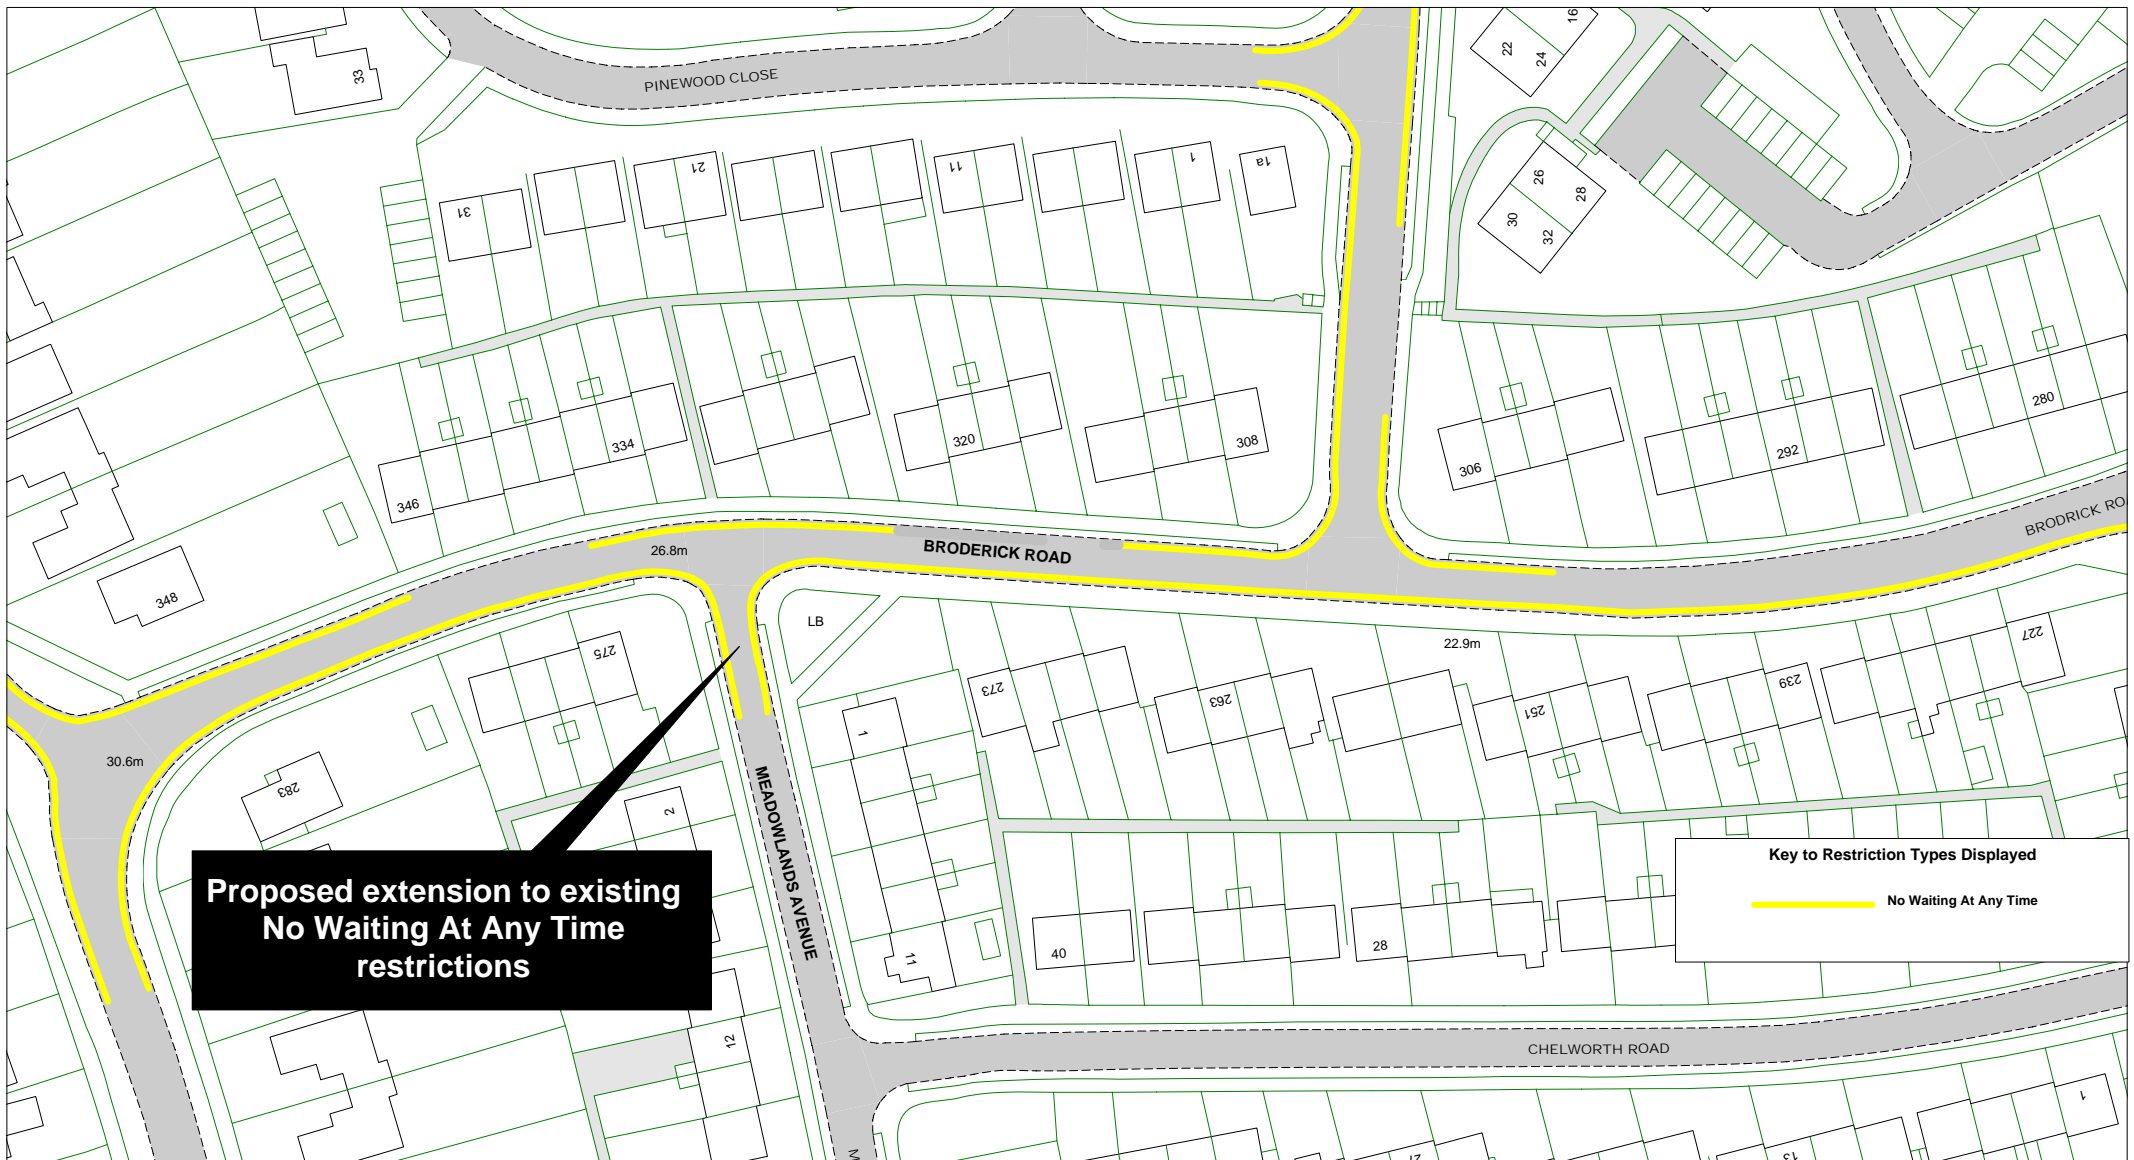 16
22
24
33
PINEWOOD CLOSE
31
21
11
1
1a
26
28
30
32
346
334
320
308
306
292
280
348
26.8m
BRODERICK ROAD
BRODRICK RO
LB
22.9m
275
273
263
251
239
227
30.6m
283
1
2
MEADOWLANDS AVENUE
Proposed extension to existing
No Waiting At Any Time
restrictions
Key to Restriction Types Displayed
No Waiting At Any Time
11
40
28
12
CHELWORTH ROAD
M
27
13
1